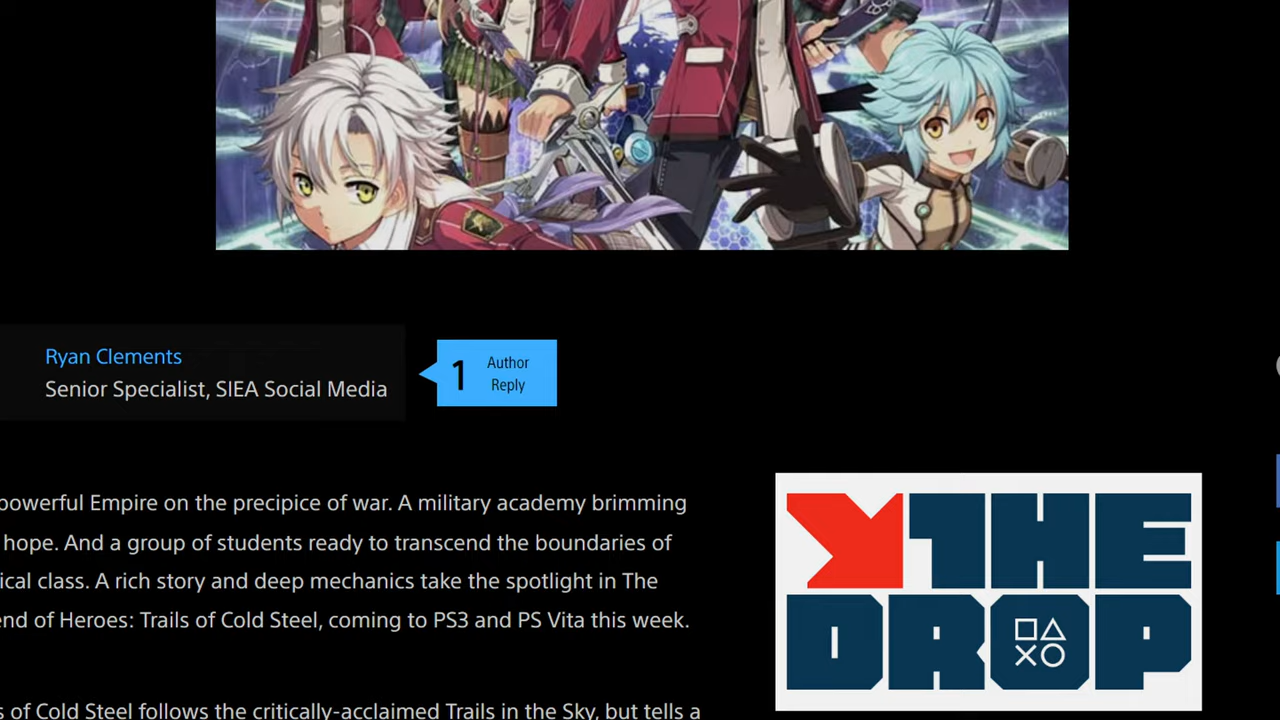 Ryan Clements
Senior Specialist, SIEA Social Media
1
Author
Reply
powerful Empire on the precipice of war. A military academy brimming
hope. And a group of students ready to transcend the boundaries of
ical class. A rich story and deep mechanics take the spotlight in The
end of Heroes: Trails of Cold Steel, coming to PS3 and PS Vita this week.
s of Cold Steel follows the critically-acclaimed Trails in the Sky, but tells a
THE
DROP